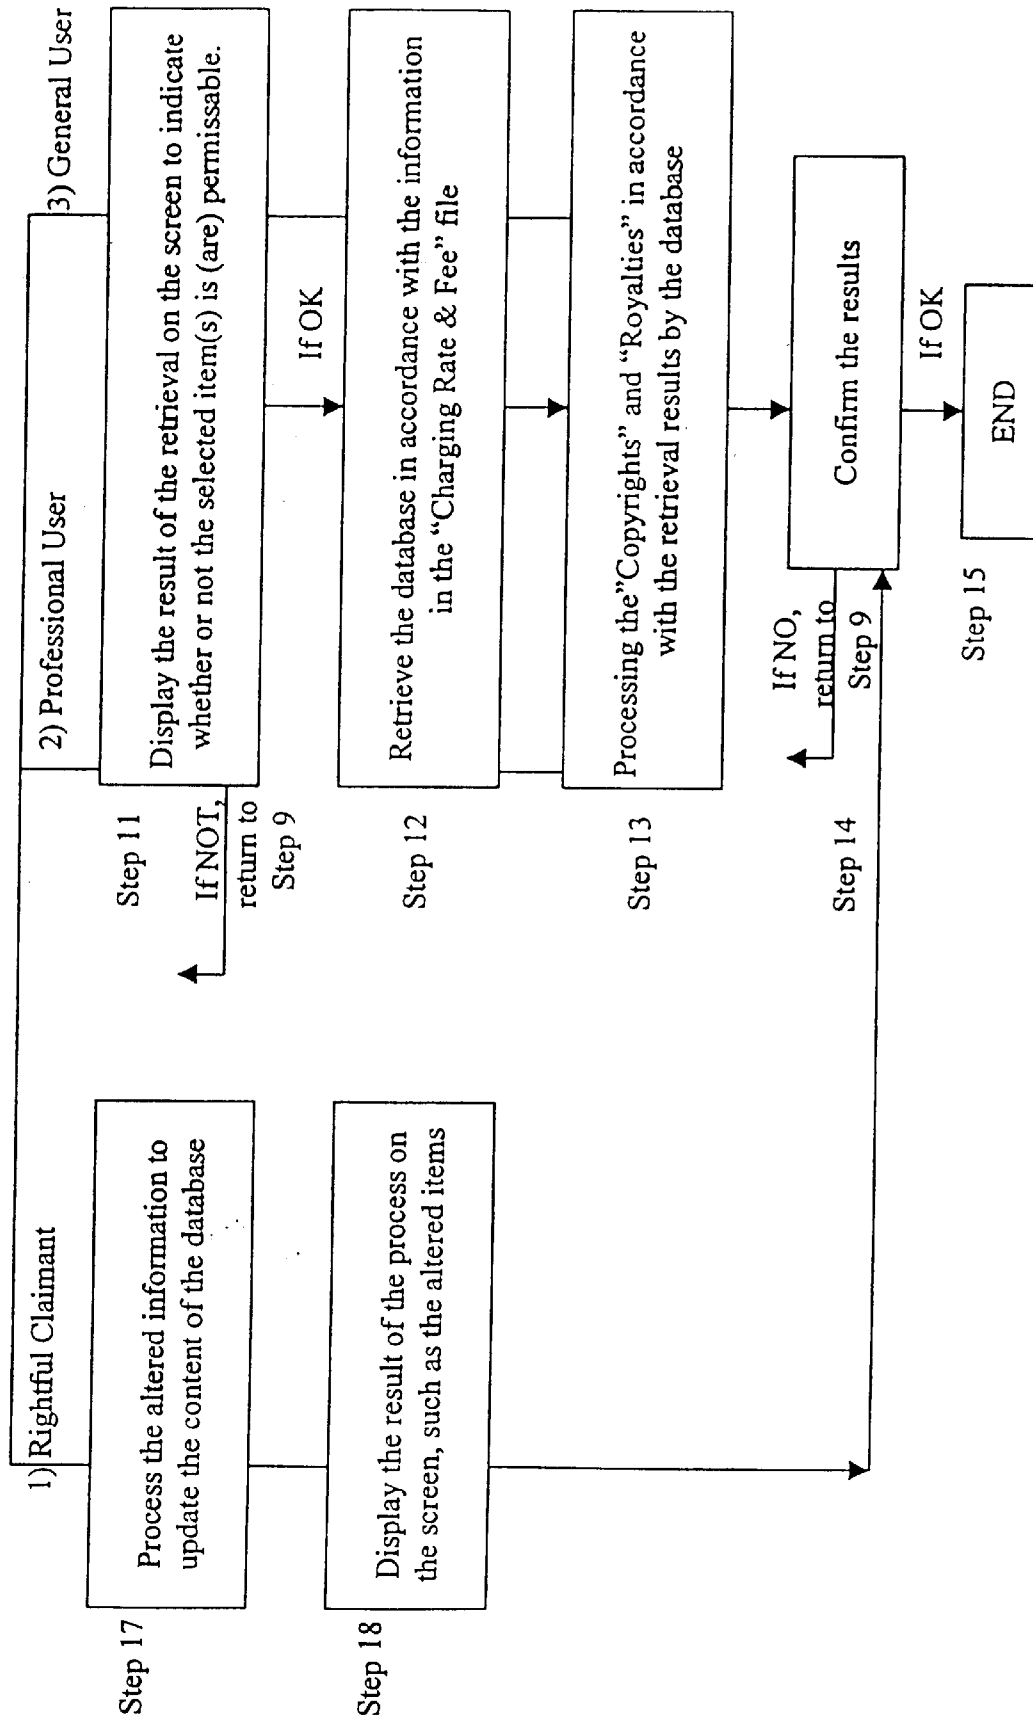 1) Rightful Claimant
2) Professional User
3) General User
Step 17
Process the altered information to
update the content of the database
Step 18
Display the result of the process on
the screen, such as the altered items
Step 11
Display the result of the retrieval on the screen to indicate
whether or not the selected item(s) is (are) permissable.
If NOT,
return to
Step 9
If OK
Step 12
Retrieve the database in accordance with the information
in the “Charging Rate & Fee” file
Step 13
Processing the”Copyrights” and “Royalties” in accordance
with the retrieval results by the database
Step 14
Confirm the results
If NO,
return to
Step 9
If OK
Step 15
END